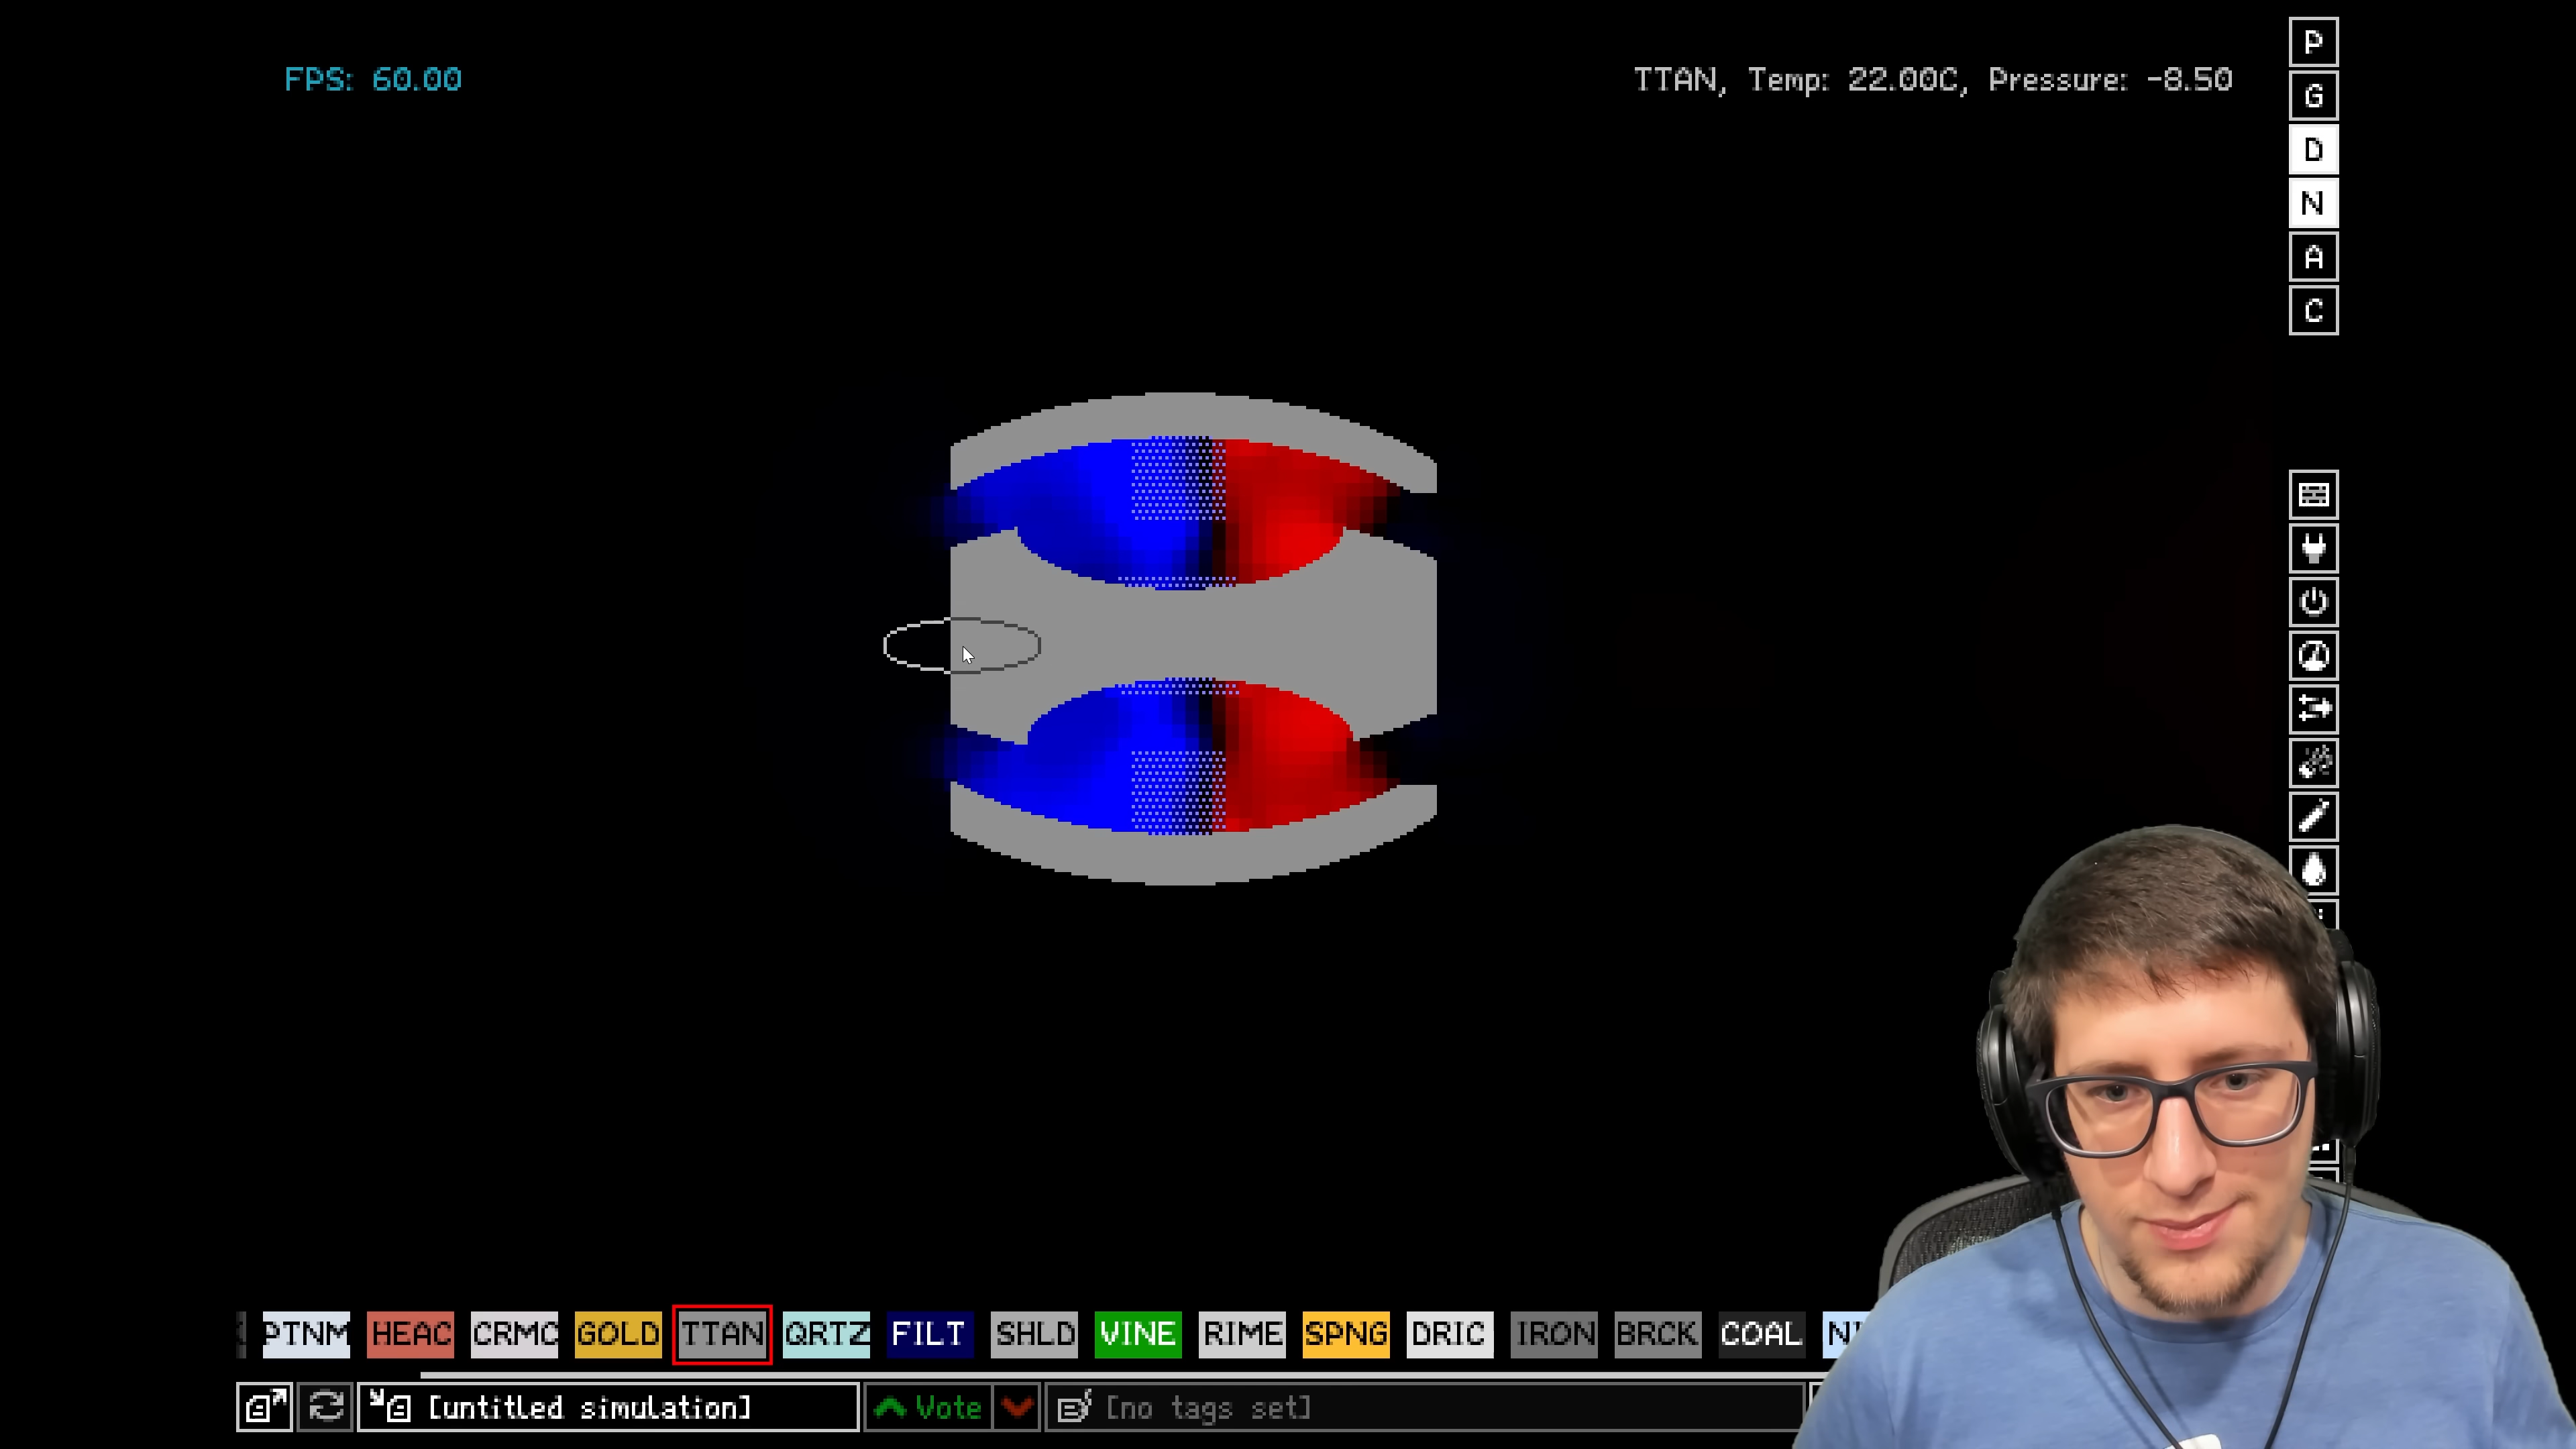 FPS: 60.00
TTAN, Temp: 22.00C, Pressure: -8.50
P
G
D
N
A
C
PTNM HEAC CRMC GOLD TTAN QRTZ FILT SHLD VINE RIME SPNG DRIC IRON BRCK COAL
[untitled simulation] Vote [no tags set]